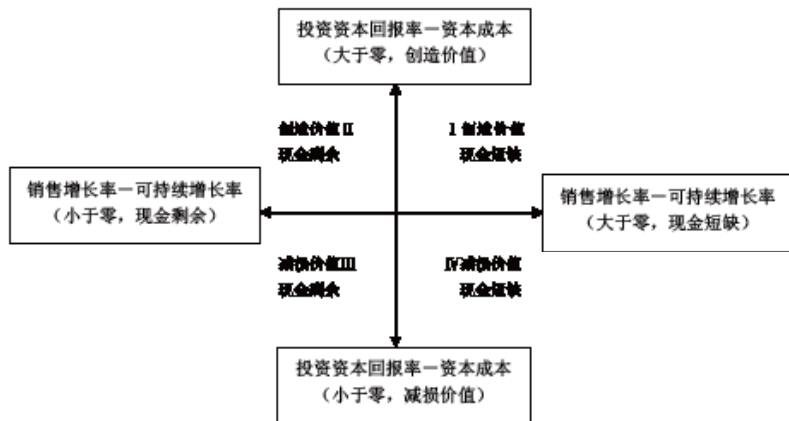 投资资本回报率－资本成本
（大于零，创造价值）
创造价值 II
现金剩余
I 创造价值
现金短缺
销售增长率－可持续增长率
（小于零，现金剩余）
销售增长率－可持续增长率
（大于零，现金短缺）
减损价值III
现金剩余
IV减损价值
现金短缺
投资资本回报率－资本成本
（小于零，减损价值）